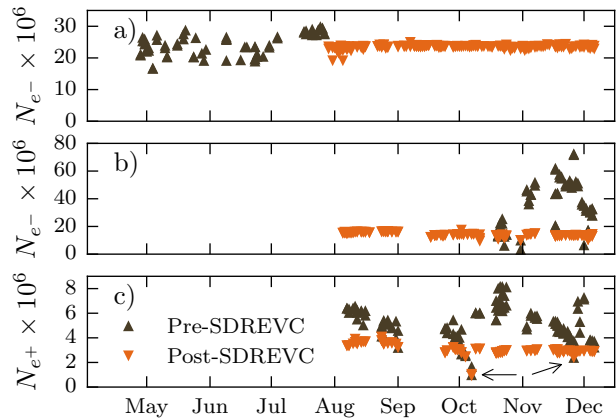 a)
N_{e^-} × 10^6
30
20
10
0
b)
N_{e^-} × 10^6
80
60
40
20
0
c)
N_{e^+} × 10^6
8
6
4
2
0
Pre-SDREVC
Post-SDREVC
May Jun Jul Aug Sep Oct Nov Dec